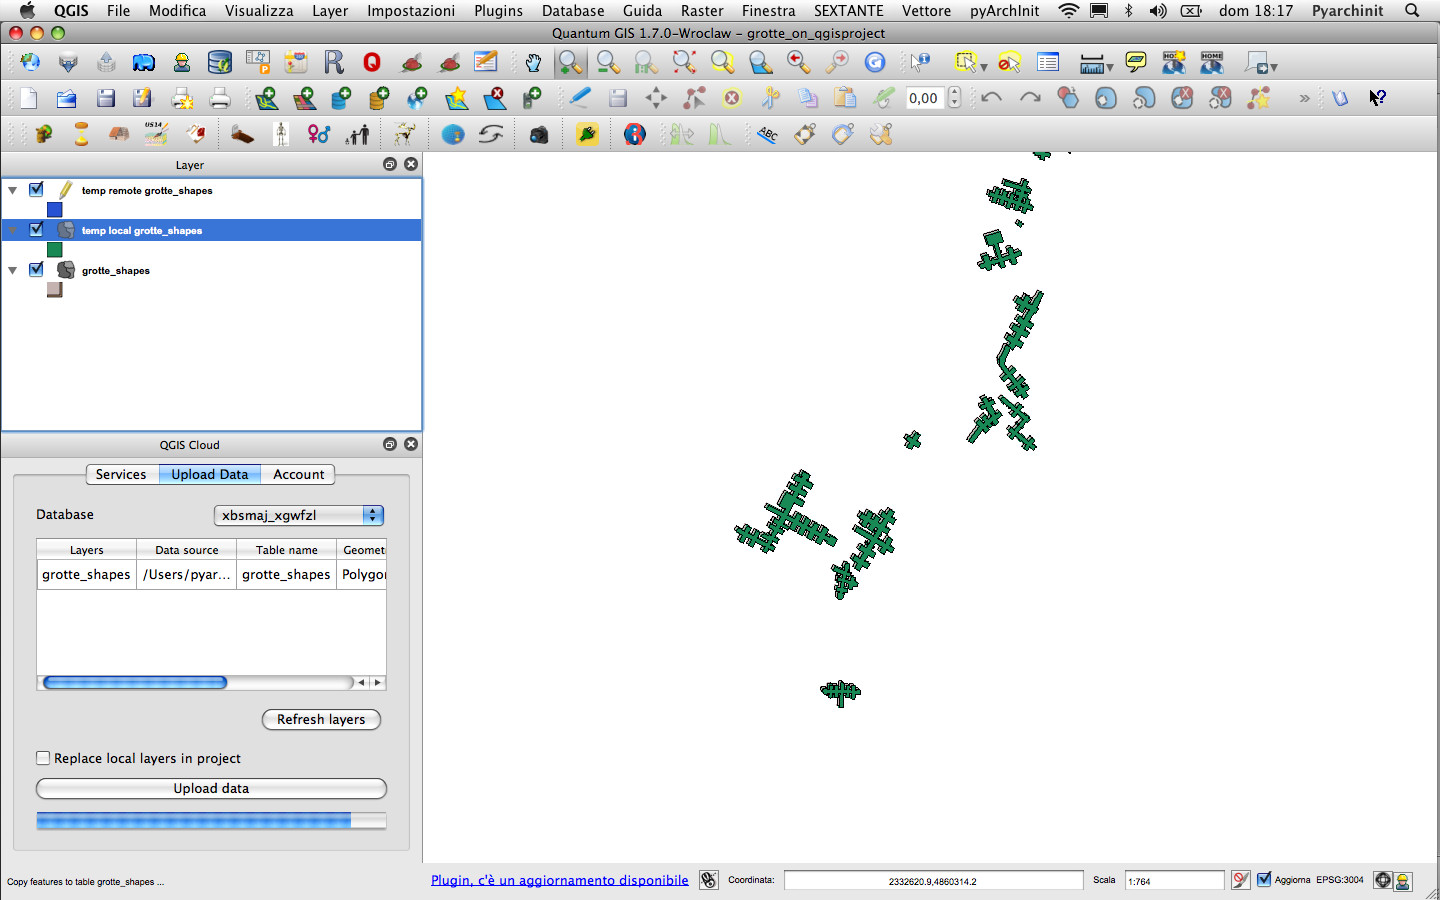 QGIS File Modifica Visualizza Layer Impostazioni Plugins Database Guida Raster Finestra SEXTANTE Vettore pyArchInit dom 18:17 Pyarchinit
Quantum GIS 1.7.0-Wroclaw - grotte_on_qgisproject
0,00
US14
ABC
Layer
temp remote grotte_shapes
temp local grotte_shapes
grotte_shapes
QGIS Cloud
Services Upload Data Account
Database xbsmaj_xgwfzl
Layers Data source Table name Geomet
grotte_shapes /Users/pyar... grotte_shapes Polygo
Refresh layers
Replace local layers in project
Upload data
Copy features to table grotte_shapes ...
Plugin, c'è un aggiornamento disponibile Coordinata: 2332620.9,4860314.2 Scala 1:764 Aggiorna EPSG:3004